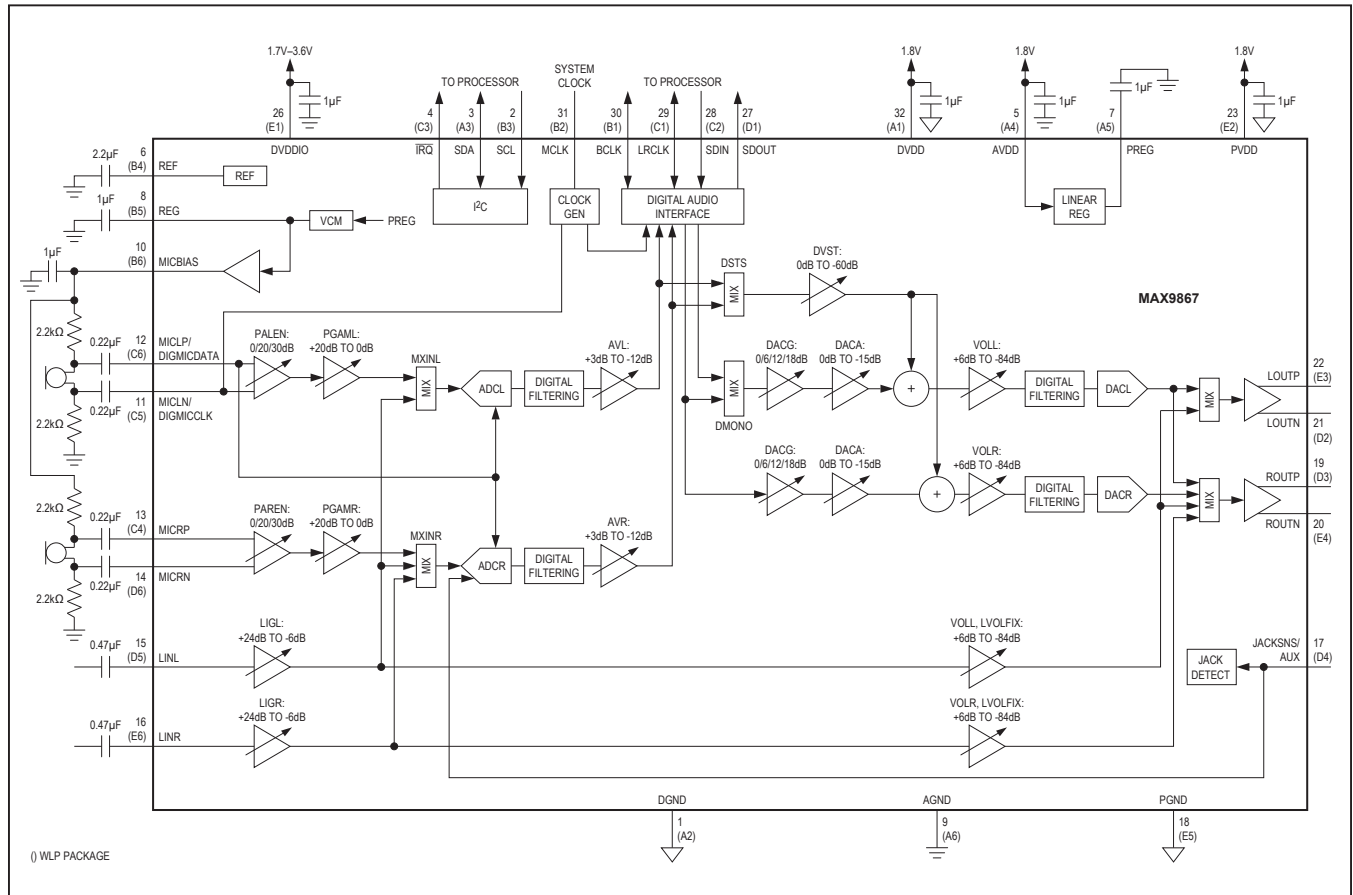 1.7V–3.6V
1µF
26
(E1)
DVDDIO
TO PROCESSOR
4
(C3)
IRQ
3
(A3)
SDA
2
(B3)
SCL
SYSTEM
CLOCK
31
(B2)
MCLK
TO PROCESSOR
30
(B1)
BCLK
29
(C1)
LRCLK
28
(C2)
SDIN
27
(D1)
SDOUT
1.8V
1µF
32
(A1)
DVDD
1.8V
1µF
5
(A4)
AVDD
1µF
7
(A5)
PREG
1.8V
1µF
23
(E2)
PVDD
2.2µF
6
(B4)
REF
REF
1µF
8
(B5)
REG
VCM
PREG
I2C
CLOCK
GEN
DIGITAL AUDIO
INTERFACE
LINEAR
REG
1µF
10
(B6)
MICBIAS
MAX9867
2.2kΩ
0.22µF
12
(C6)
MICLP/
DIGMICDATA
0.22µF
11
(C5)
MICLN/
DIGMICCLK
2.2kΩ
PALEN:
0/20/30dB
PGAML:
+20dB TO 0dB
MXINL
MIX
ADCL
DIGITAL
FILTERING
AVL:
+3dB TO -12dB
DSTS
MIX
DVST:
0dB TO -60dB
MIX
DMONO
DACG:
0/6/12/18dB
DACA:
0dB TO -15dB
+
VOLL:
+6dB TO -84dB
DIGITAL
FILTERING
DACL
MIX
22
(E3)
LOUTP
LOUTN
21
(D2)
DACG:
0/6/12/18dB
DACA:
0dB TO -15dB
+
VOLR:
+6dB TO -84dB
DIGITAL
FILTERING
DACR
MIX
19
(D3)
ROUTP
ROUTN
20
(E4)
2.2kΩ
0.22µF
13
(C4)
MICRP
0.22µF
14
(D6)
MICRN
2.2kΩ
PAREN:
0/20/30dB
PGAMR:
+20dB TO 0dB
MXINR
MIX
ADCR
DIGITAL
FILTERING
AVR:
+3dB TO -12dB
0.47µF
15
(D5)
LINL
LIGL:
+24dB TO -6dB
VOLL, LVOLFIX:
+6dB TO -84dB
JACK
DETECT
JACKSNS/
AUX
17
(D4)
0.47µF
16
(E6)
LINR
LIGR:
+24dB TO -6dB
VOLR, LVOLFIX:
+6dB TO -84dB
DGND
1
(A2)
AGND
9
(A6)
PGND
18
(E5)
() WLP PACKAGE